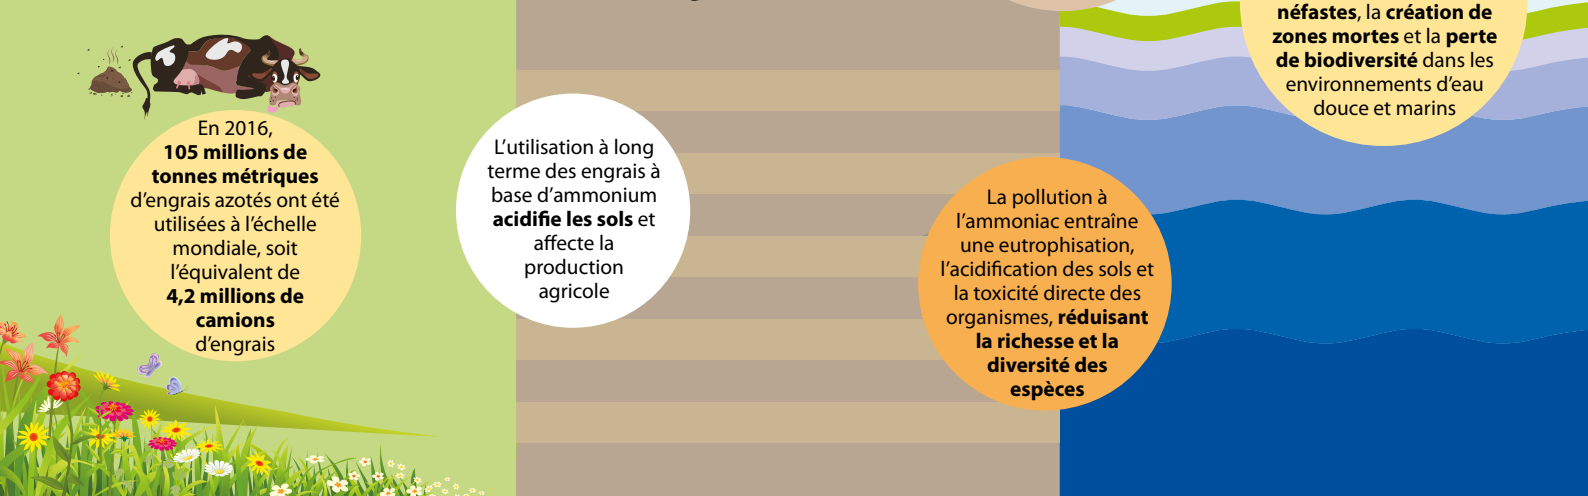 En 2016,
105 millions de
tonnes métriques
d’engrais azotés ont été
utilisées à l’échelle
mondiale, soit
l’équivalent de
4,2 millions de
camions
d’engrais
L’utilisation à long
terme des engrais à
base d’ammonium
acidifie les sols et
affecte la
production
agricole
La pollution à
l’ammoniac entraîne
une eutrophisation,
l’acidification des sols et
la toxicité directe des
organismes, réduisant
la richesse et la
diversité des
espèces
néfastes, la création de
zones mortes et la perte
de biodiversité dans les
environnements d’eau
douce et marins